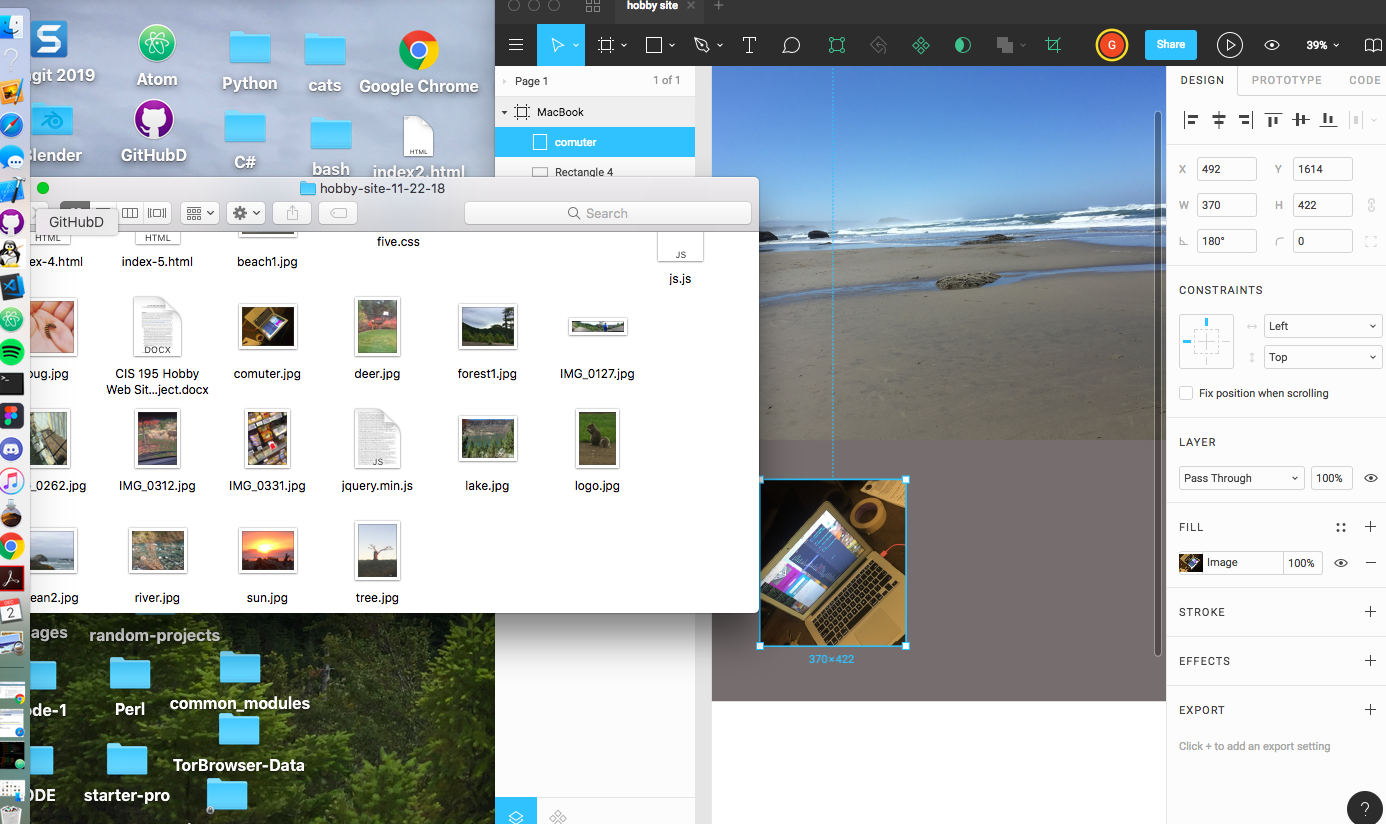 hobby site
git 2019
Atom
Python
cats
Google Chrome
Blender
GitHubD
C#
bash
HTML
index2.html
Share
G
39%
Page 1
1 of 1
MacBook
comuter
Rectangle 4
hobby-site-11-22-18
GitHubD
Search
HTML
HTML
five.css
JS
ex-4.html
index-5.html
beach1.jpg
js.js
DOCX
bug.jpg
CIS 195 Hobby
Web Sit...ject.docx
comuter.jpg
deer.jpg
forest1.jpg
IMG_0127.jpg
JS
_0262.jpg
IMG_0312.jpg
IMG_0331.jpg
jquery.min.js
lake.jpg
logo.jpg
ean2.jpg
river.jpg
sun.jpg
tree.jpg
ages
random-projects
ode-1
Perl
common_modules
TorBrowser-Data
ODE
starter-pro
DEC
2
370×422
DESIGN
PROTOTYPE
CODE
X
492
Y
1614
W
370
H
422
180°
0
CONSTRAINTS
Left
Top
Fix position when scrolling
LAYER
Pass Through
100%
FILL
Image
100%
STROKE
EFFECTS
EXPORT
Click + to add an export setting
?